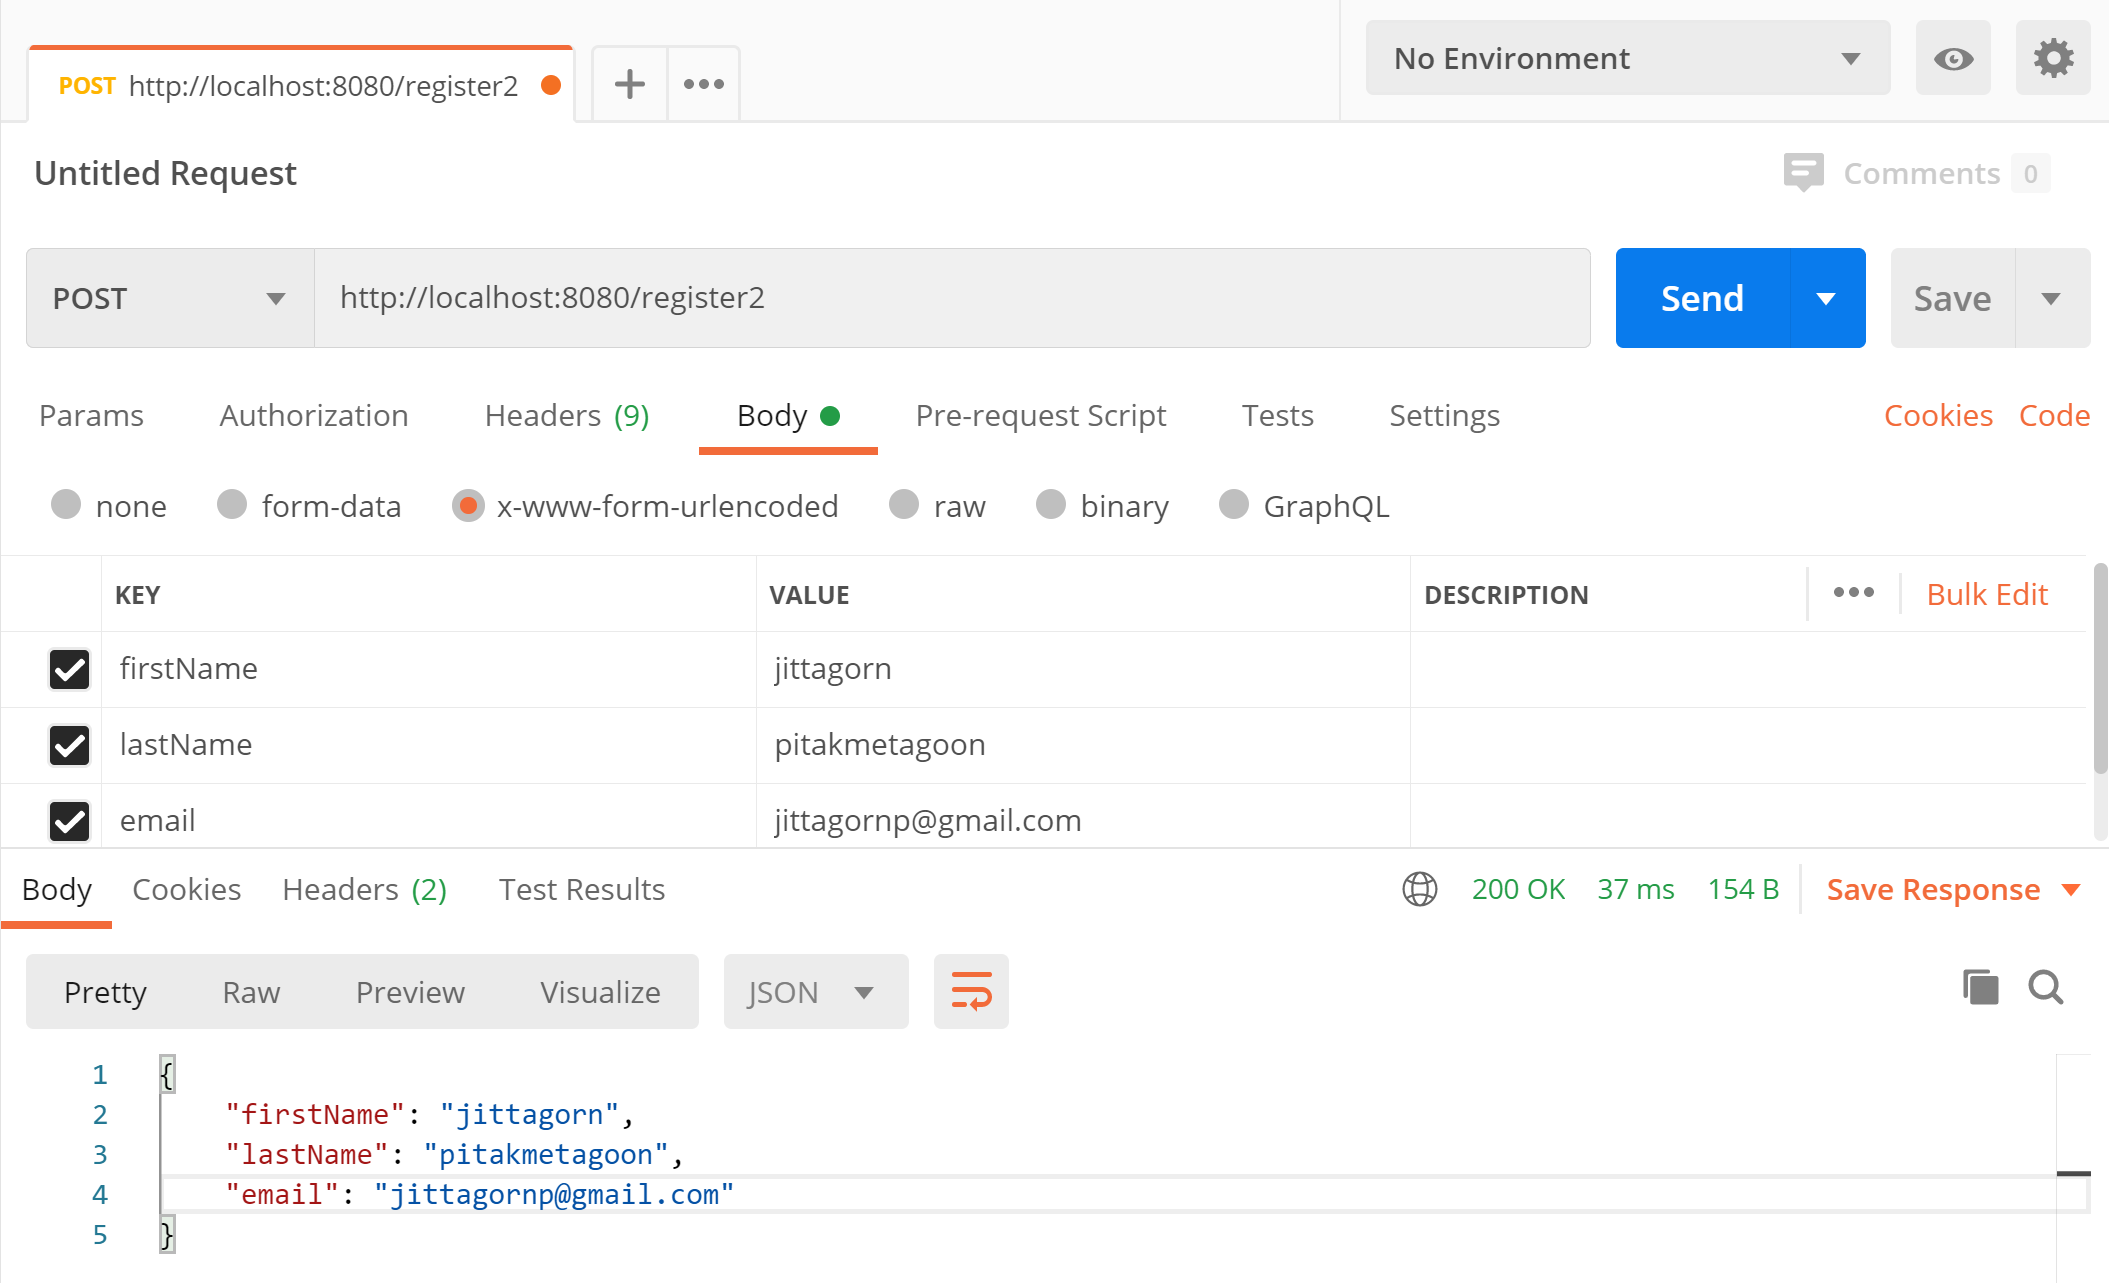 POST http://localhost:8080/register2
No Environment
Untitled Request
Comments 0
POST http://localhost:8080/register2 Send Save
Params Authorization Headers (9) Body Pre-request Script Tests Settings Cookies Code
none form-data x-www-form-urlencoded raw binary GraphQL
KEY VALUE DESCRIPTION Bulk Edit
firstName jittagorn
lastName pitakmetagoon
email jittagornp@gmail.com
Body Cookies Headers (2) Test Results 200 OK 37 ms 154 B Save Response
Pretty Raw Preview Visualize JSON
1 {
2 "firstName": "jittagorn",
3 "lastName": "pitakmetagoon",
4 "email": "jittagornp@gmail.com"
5 }